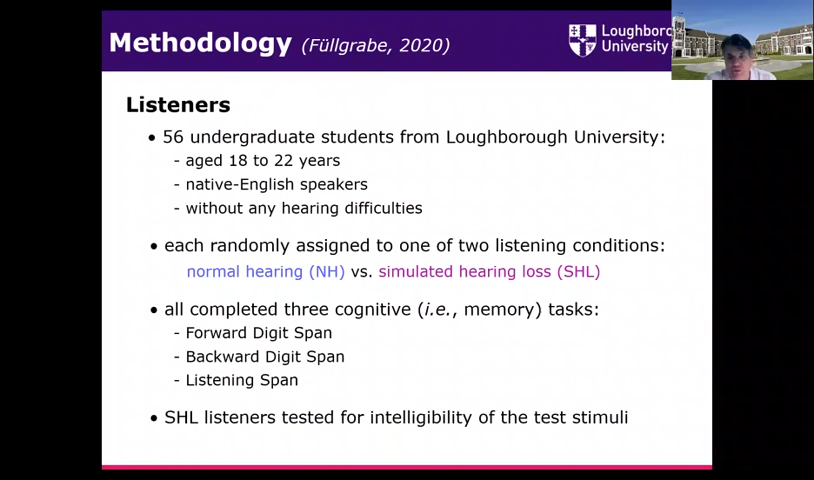 Methodology (Füllgrabe, 2020)
University
Listeners
• 56 undergraduate students from Loughborough University:
- aged 18 to 22 years
- native-English speakers
- without any hearing difficulties
• each randomly assigned to one of two listening conditions:
normal hearing (NH) vs. simulated hearing loss (SHL)
• all completed three cognitive (i.e., memory) tasks:
- Forward Digit Span
- Backward Digit Span
- Listening Span
• SHL listeners tested for intelligibility of the test stimuli